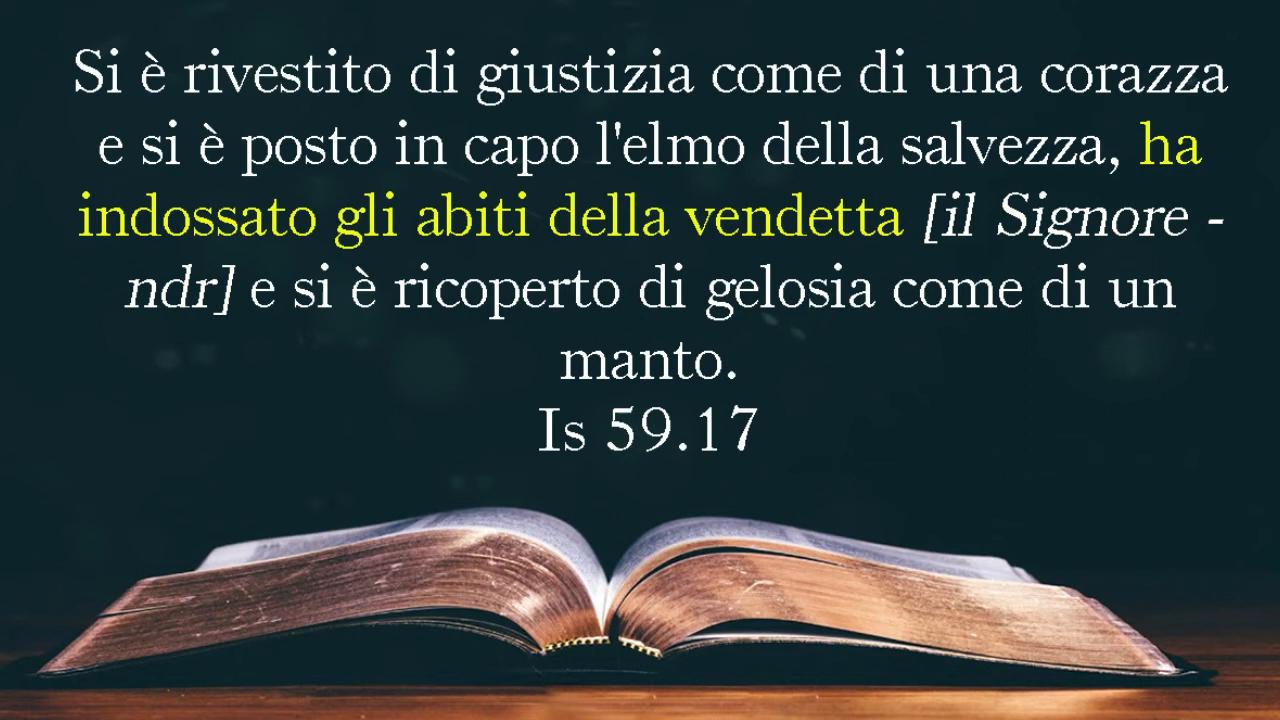 Si è rivestito di giustizia come di una corazza
e si è posto in capo l'elmo della salvezza, ha
indossato gli abiti della vendetta [il Signore -
ndr] e si è ricoperto di gelosia come di un
manto.
Is 59.17